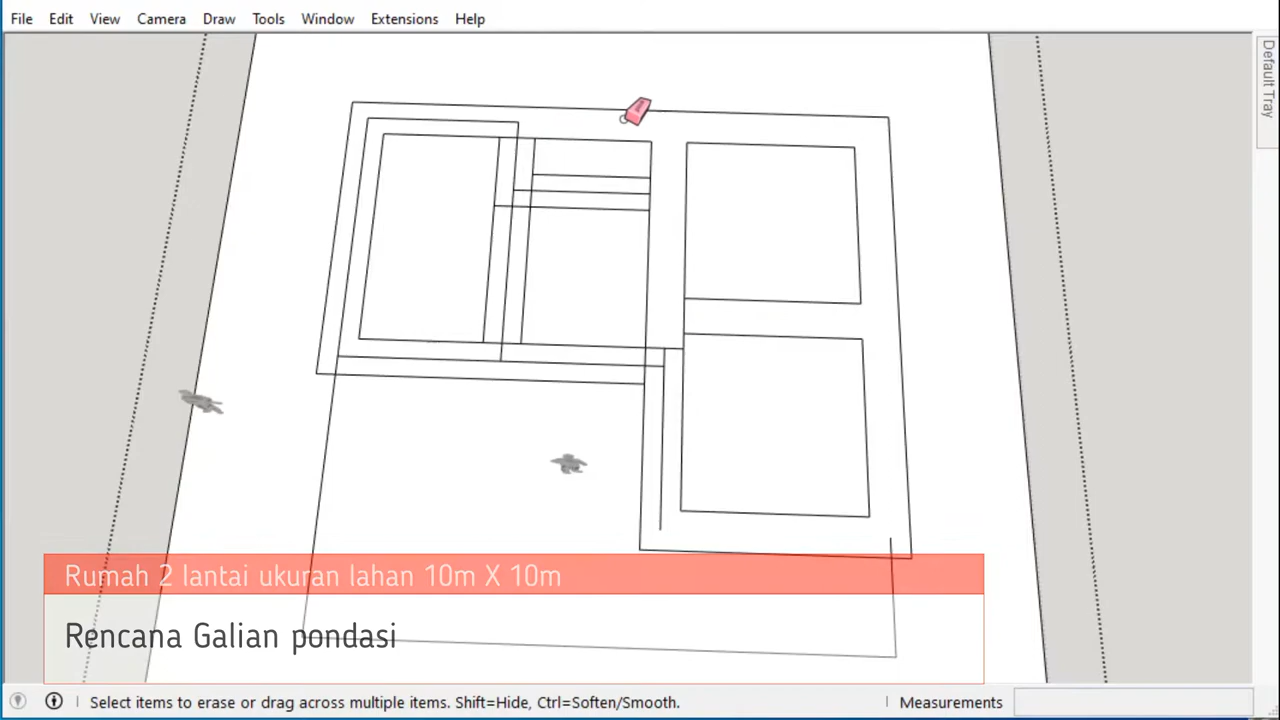 File Edit View Camera Draw Tools Window Extensions Help
Default Tray
Rumah 2 lantai ukuran lahan 10m X 10m
Rencana Galian pondasi
Select items to erase or drag across multiple items. Shift=Hide, Ctrl=Soften/Smooth.
Measurements